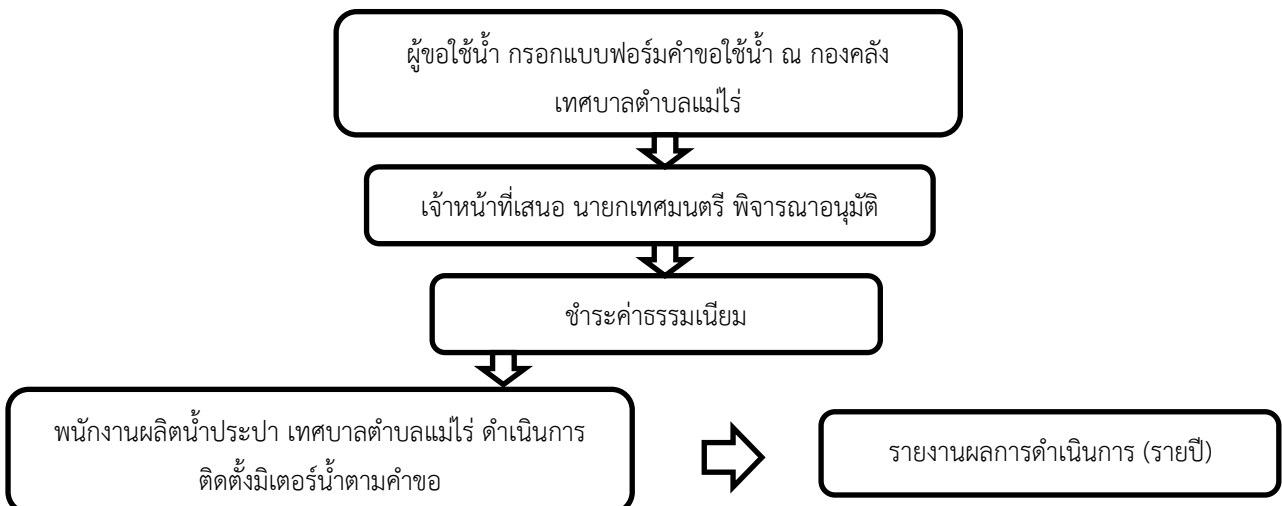 ผู้ขอใช้น้ำ กรอกแบบฟอร์มคำขอใช้น้ำ ณ กองคลัง
เทศบาลตำบลแม่ไร่
เจ้าหน้าที่เสนอ นายกเทศมนตรี พิจารณาอนุมัติ
ชำระค่าธรรมเนียม
พนักงานผลิตน้ำประปา เทศบาลตำบลแม่ไร่ ดำเนินการ
ติดตั้งมิเตอร์น้ำตามคำขอ
รายงานผลการดำเนินการ (รายปี)